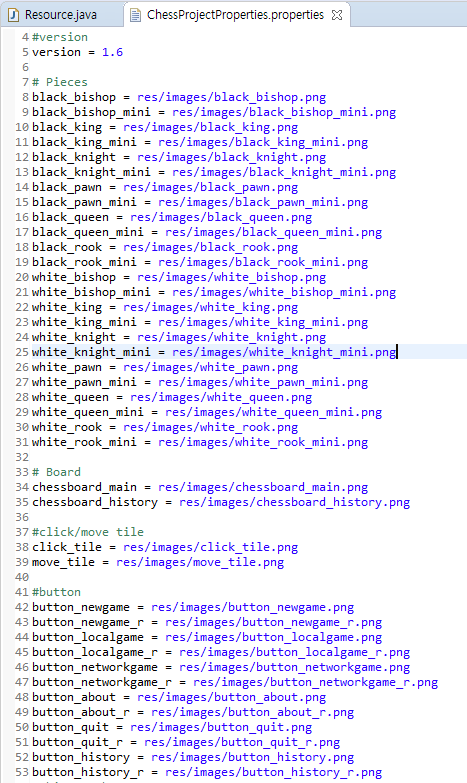 Resource.java ChessProjectProperties.properties
4 #version
5 version = 1.6
6
7 # Pieces
8 black_bishop = res/images/black_bishop.png
9 black_bishop_mini = res/images/black_bishop_mini.png
10 black_king = res/images/black_king.png
11 black_king_mini = res/images/black_king_mini.png
12 black_knight = res/images/black_knight.png
13 black_knight_mini = res/images/black_knight_mini.png
14 black_pawn = res/images/black_pawn.png
15 black_pawn_mini = res/images/black_pawn_mini.png
16 black_queen = res/images/black_queen.png
17 black_queen_mini = res/images/black_queen_mini.png
18 black_rook = res/images/black_rook.png
19 black_rook_mini = res/images/black_rook_mini.png
20 white_bishop = res/images/white_bishop.png
21 white_bishop_mini = res/images/white_bishop_mini.png
22 white_king = res/images/white_king.png
23 white_king_mini = res/images/white_king_mini.png
24 white_knight = res/images/white_knight.png
25 white_knight_mini = res/images/white_knight_mini.png
26 white_pawn = res/images/white_pawn.png
27 white_pawn_mini = res/images/white_pawn_mini.png
28 white_queen = res/images/white_queen.png
29 white_queen_mini = res/images/white_queen_mini.png
30 white_rook = res/images/white_rook.png
31 white_rook_mini = res/images/white_rook_mini.png
32
33 # Board
34 chessboard_main = res/images/chessboard_main.png
35 chessboard_history = res/images/chessboard_history.png
36
37 #click/move tile
38 click_tile = res/images/click_tile.png
39 move_tile = res/images/move_tile.png
40
41 #button
42 button_newgame = res/images/button_newgame.png
43 button_newgame_r = res/images/button_newgame_r.png
44 button_localgame = res/images/button_localgame.png
45 button_localgame_r = res/images/button_localgame_r.png
46 button_networkgame = res/images/button_networkgame.png
47 button_networkgame_r = res/images/button_networkgame_r.png
48 button_about = res/images/button_about.png
49 button_about_r = res/images/button_about_r.png
50 button_quit = res/images/button_quit.png
51 button_quit_r = res/images/button_quit_r.png
52 button_history = res/images/button_history.png
53 button_history_r = res/images/button_history_r.png